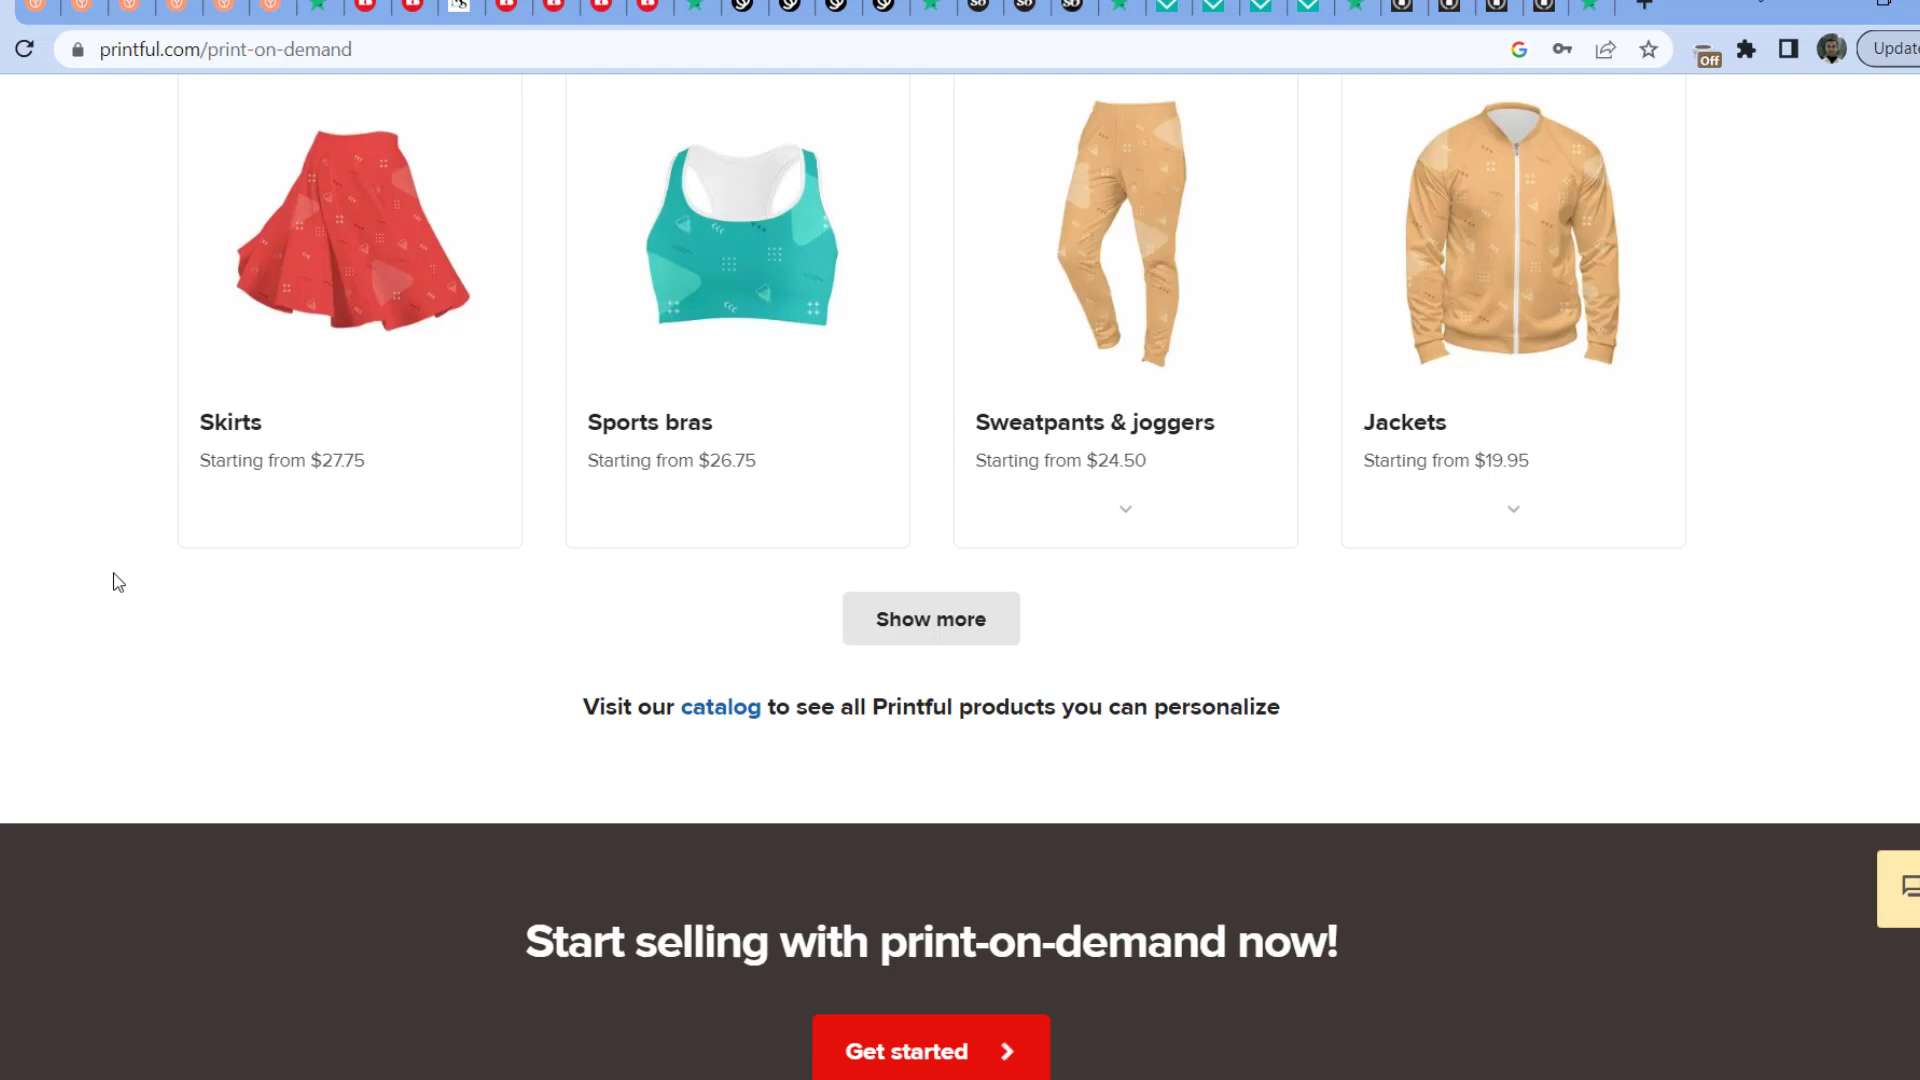 printful.com/print-on-demand
Off
Update
Skirts
Starting from $27.75
Sports bras
Starting from $26.75
Sweatpants & joggers
Starting from $24.50
Jackets
Starting from $19.95
Show more
Visit our catalog to see all Printful products you can personalize
Start selling with print-on-demand now!
Get started